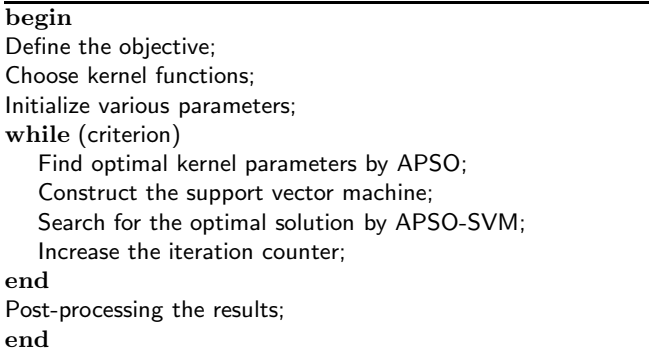 begin
Define the objective;
Choose kernel functions;
Initialize various parameters;
while (criterion)
Find optimal kernel parameters by APSO;
Construct the support vector machine;
Search for the optimal solution by APSO-SVM;
Increase the iteration counter;
end
Post-processing the results;
end